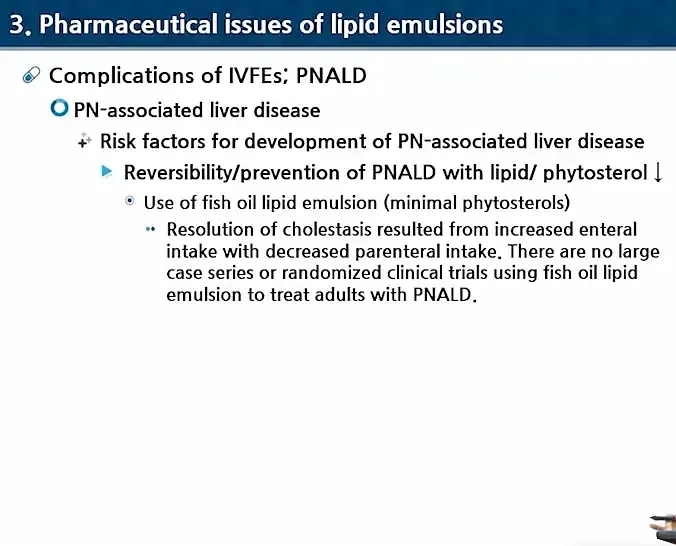 3. Pharmaceutical issues of lipid emulsions
Complications of IVFEs; PNALD
PN-associated liver disease
Risk factors for development of PN-associated liver disease
Reversibility/prevention of PNALD with lipid/ phytosterol ↓
Use of fish oil lipid emulsion (minimal phytosterols)
Resolution of cholestasis resulted from increased enteral
intake with decreased parenteral intake. There are no large
case series or randomized clinical trials using fish oil lipid
emulsion to treat adults with PNALD.